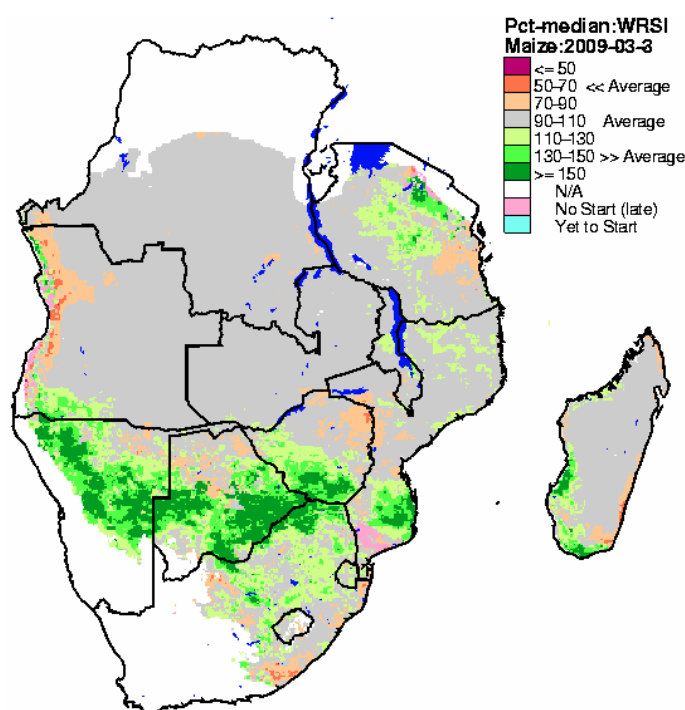 Pct-median:WRSI
Maize:2009-03-3
<= 50
50-70 << Average
70-90
90-110 Average
110-130
130-150 >> Average
>= 150
N/A
No Start (late)
Yet to Start